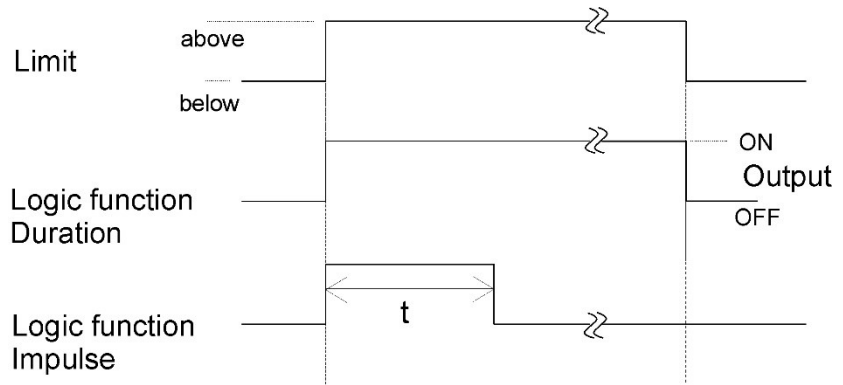 above
Limit
below
ON
Output
OFF
Logic function
Duration
t
Logic function
Impulse